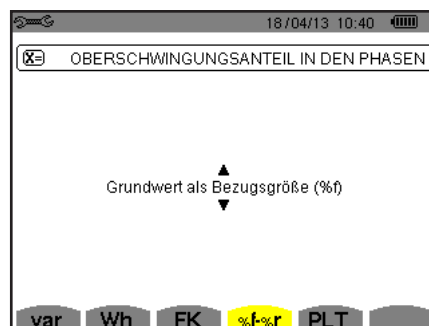 18/04/13 10:40
X= OBERSCHWINGUNGSANTEIL IN DEN PHASEN
Grundwert als Bezugsgröße (%f)
var Wh FK %f-%r PLT